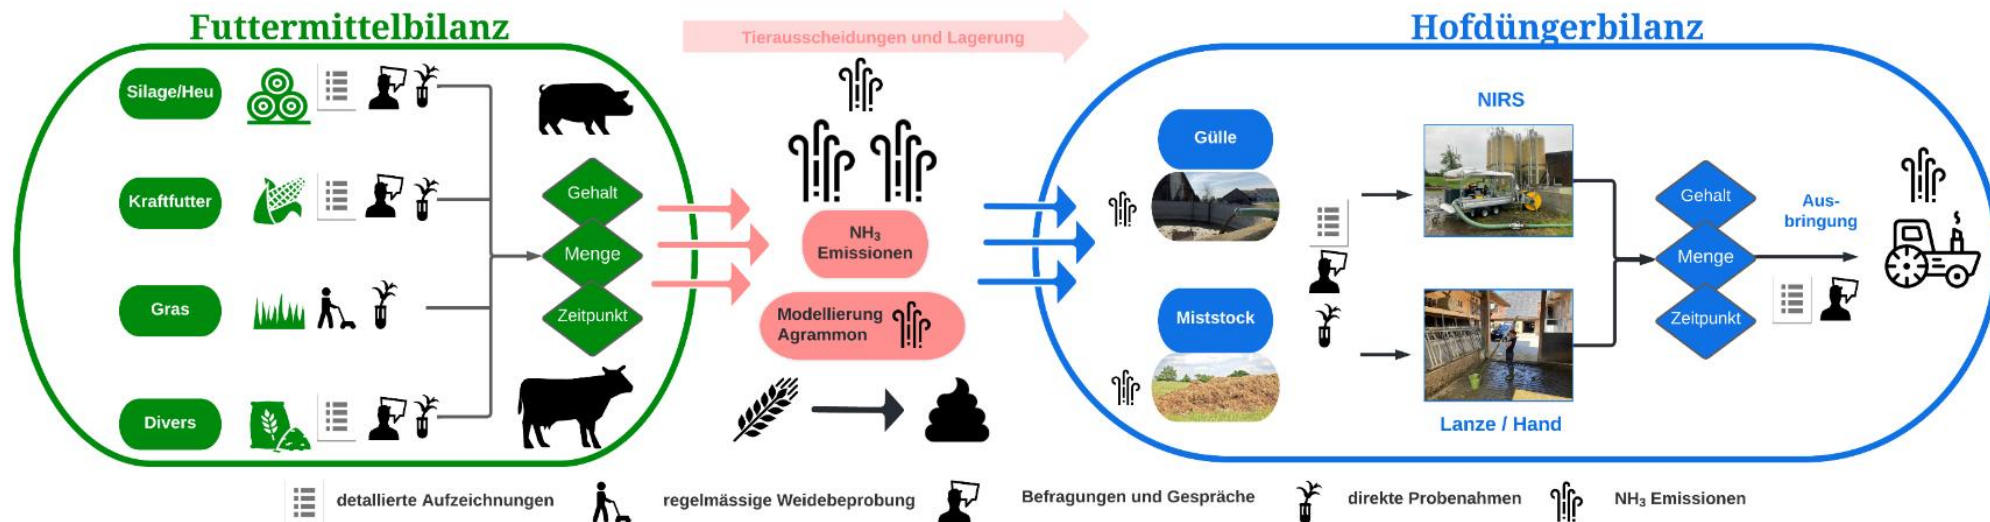 Futtermittelbilanz
Silage/Heu
Kraftfutter
Gras
Divers
Gehalt
Menge
Zeitpunkt
Tierausscheidungen und Lagerung
NH₃
Emissionen
Modellierung
Agrammon
Hofdüngerbilanz
Gülle
Miststock
NIRS
Lanze / Hand
Gehalt
Menge
Zeitpunkt
Aus-
bringung
detallierte Aufzeichnungen
regelmässige Weidebeprobung
Befragungen und Gespräche
direkte Probenahmen
NH₃ Emissionen